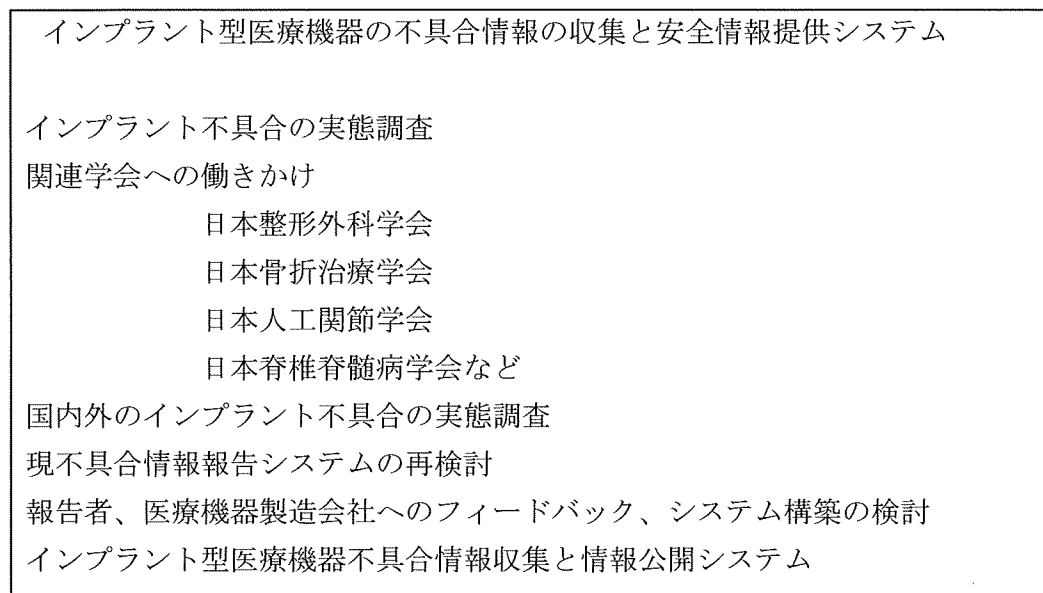 インプラント型医療機器の不具合情報の収集と安全情報提供システム
インプラント不具合の実態調査
関連学会への働きかけ
日本整形外科学会
日本骨折治療学会
日本人工関節学会
日本脊椎脊髄病学会など
国内外のインプラント不具合の実態調査
現不具合情報報告システムの再検討
報告者、医療機器製造会社へのフィードバック、システム構築の検討
インプラント型医療機器不具合情報収集と情報公開システム